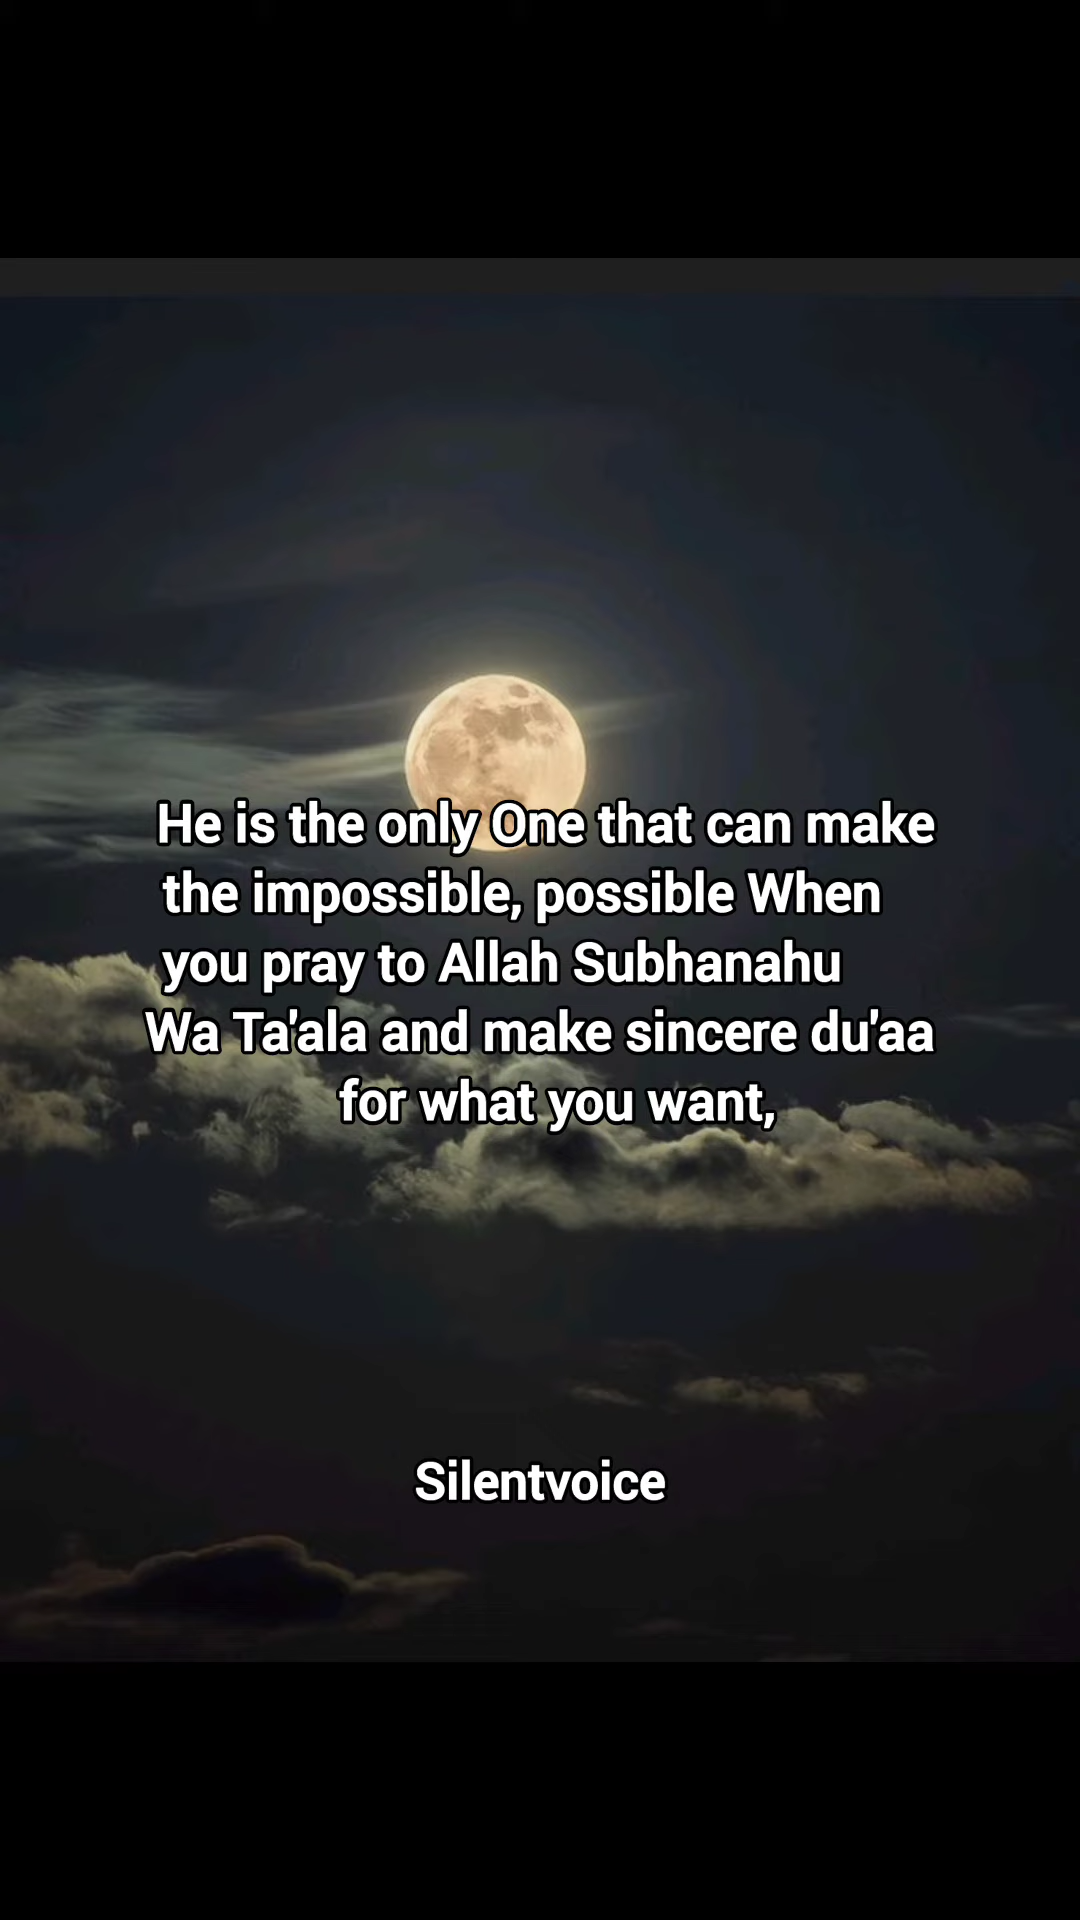 He is the only One that can make
the impossible, possible When
you pray to Allah Subhanahu
Wa Ta'ala and make sincere du'aa
for what you want,
Silentvoice